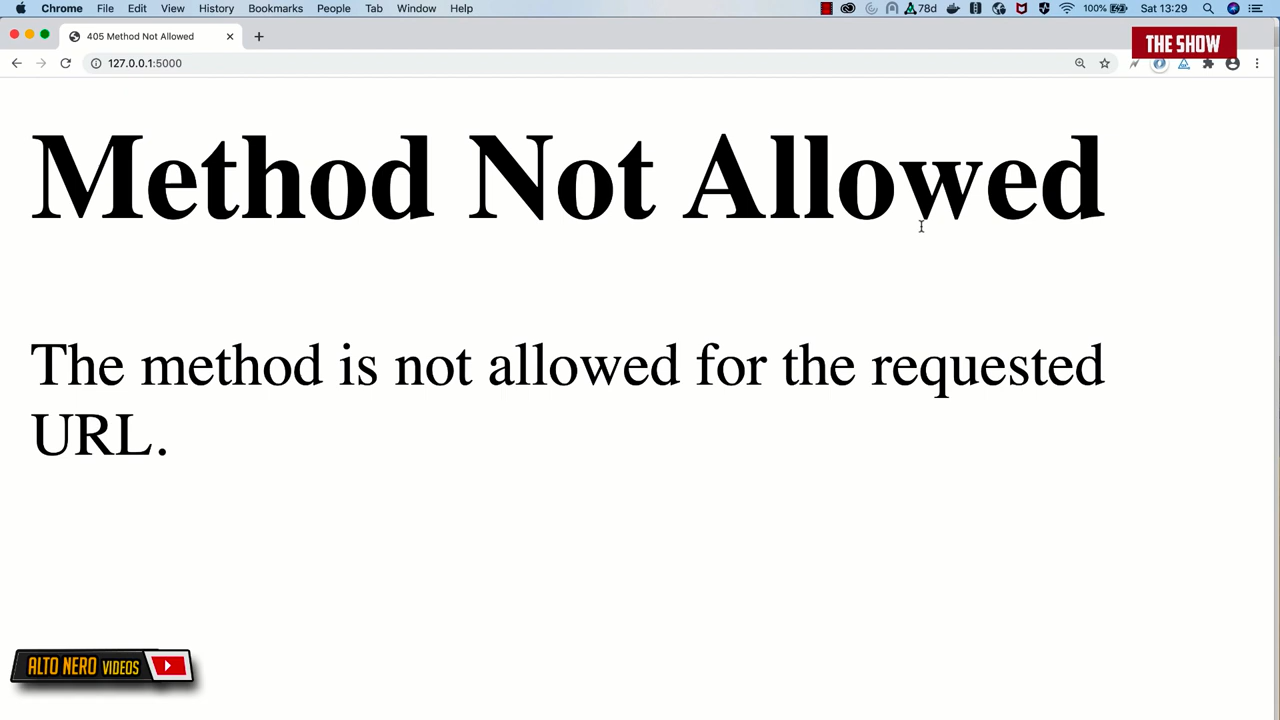 Chrome File Edit View History Bookmarks People Tab Window Help 78d 100% Sat 13:29
405 Method Not Allowed
THE SHOW
127.0.0.1:5000
Method Not Allowed
The method is not allowed for the requested
URL.
ALTO NERO VIDEOS